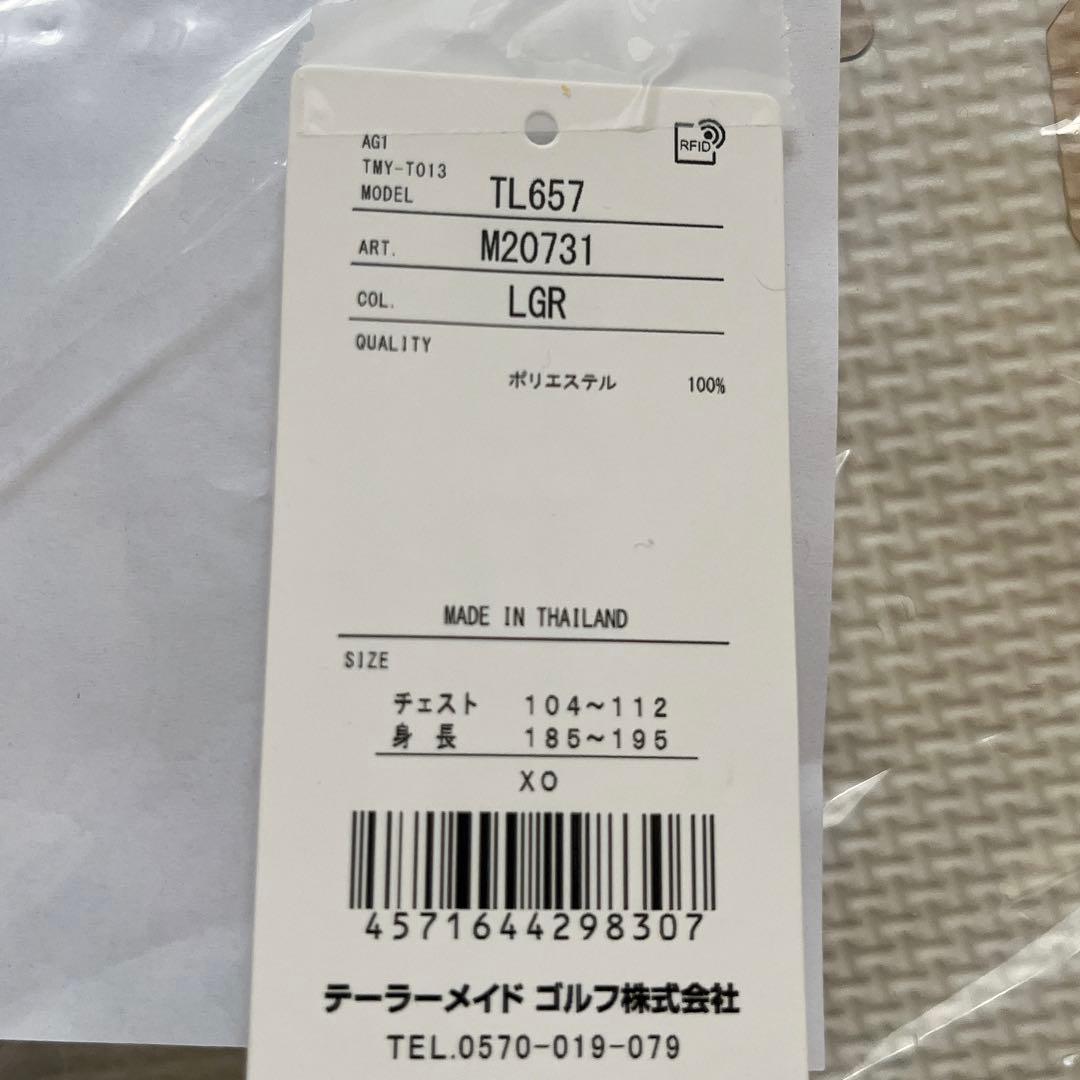 RFID
AG1
TMY-T013
MODEL TL657
ART. M20731
COL. LGR
QUALITY
ポリエステル 100%
MADE IN THAILAND
SIZE
チェスト 104~112
身長 185~195
XO
4571644298307
テーラーメイド ゴルフ株式会社
TEL.0570-019-079